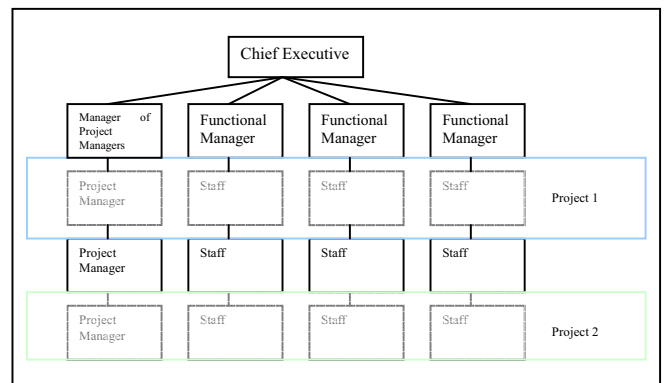 Chief Executive
Manager of
Project
Managers
Functional
Manager
Functional
Manager
Functional
Manager
Project
Manager
Staff
Staff
Staff
Project 1
Project
Manager
Staff
Staff
Staff
Project
Manager
Staff
Staff
Staff
Project 2